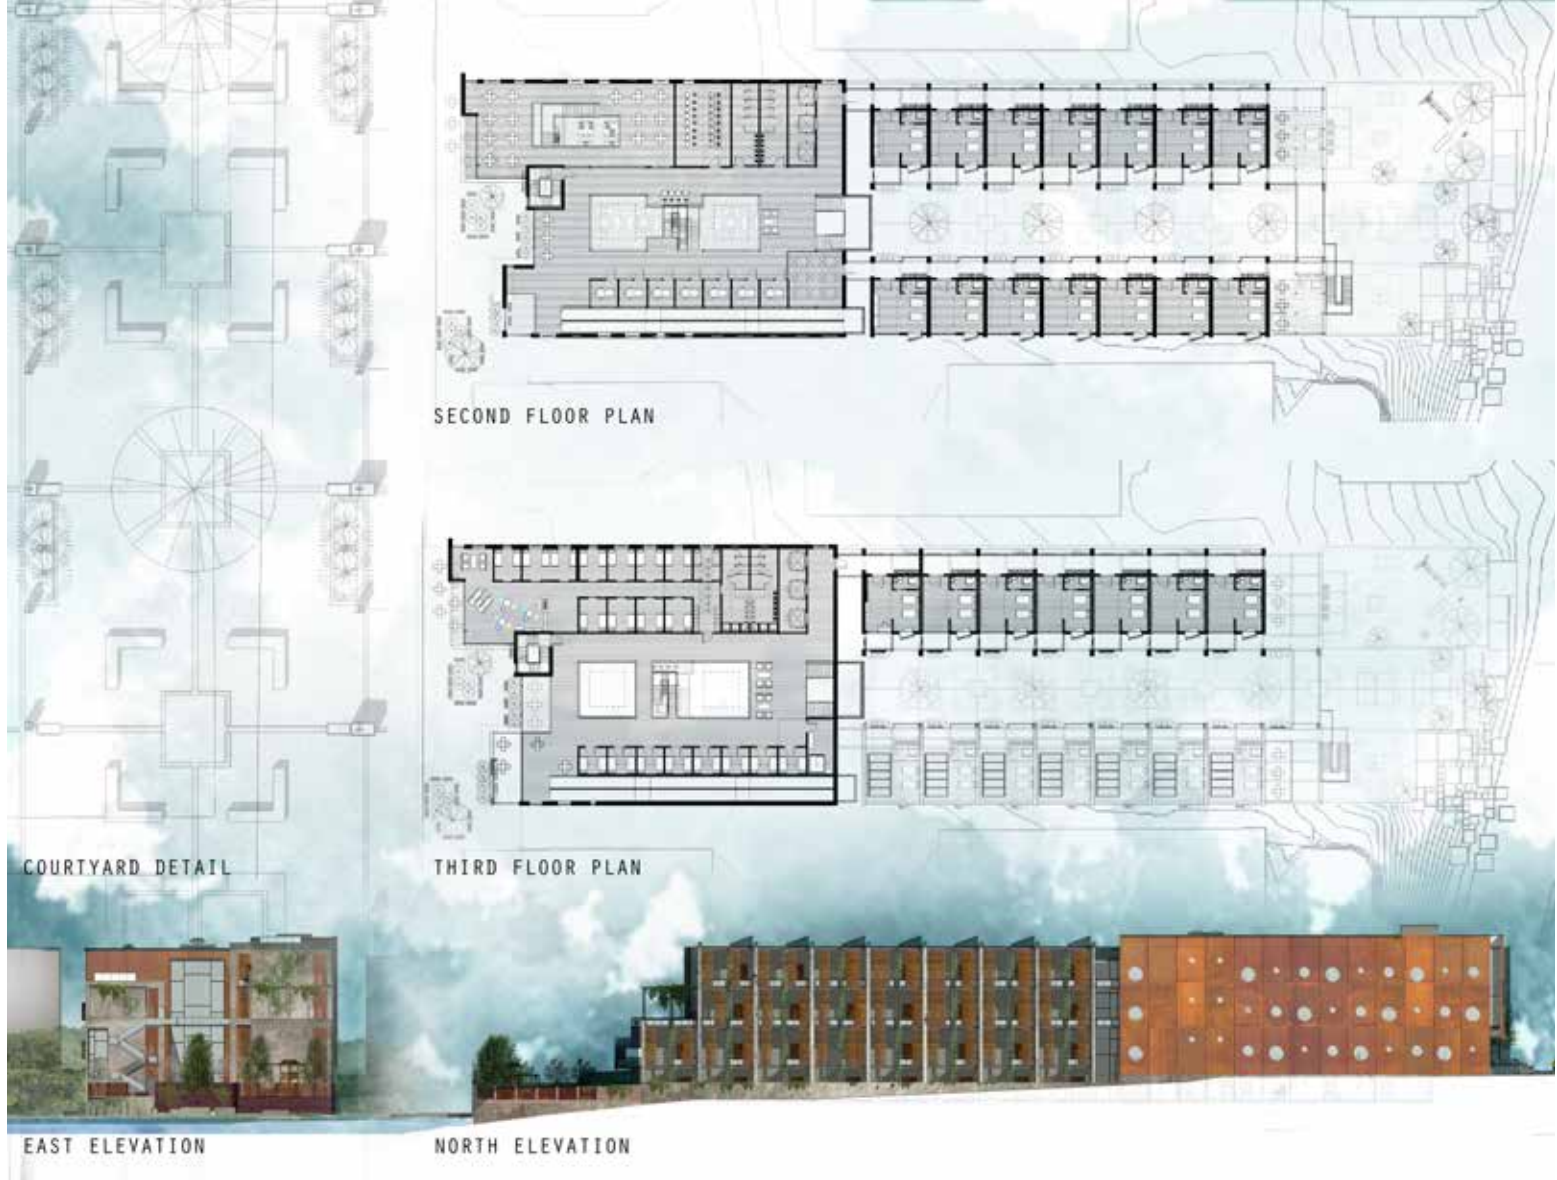 SECOND FLOOR PLAN
COURTYARD DETAIL
THIRD FLOOR PLAN
EAST ELEVATION
NORTH ELEVATION